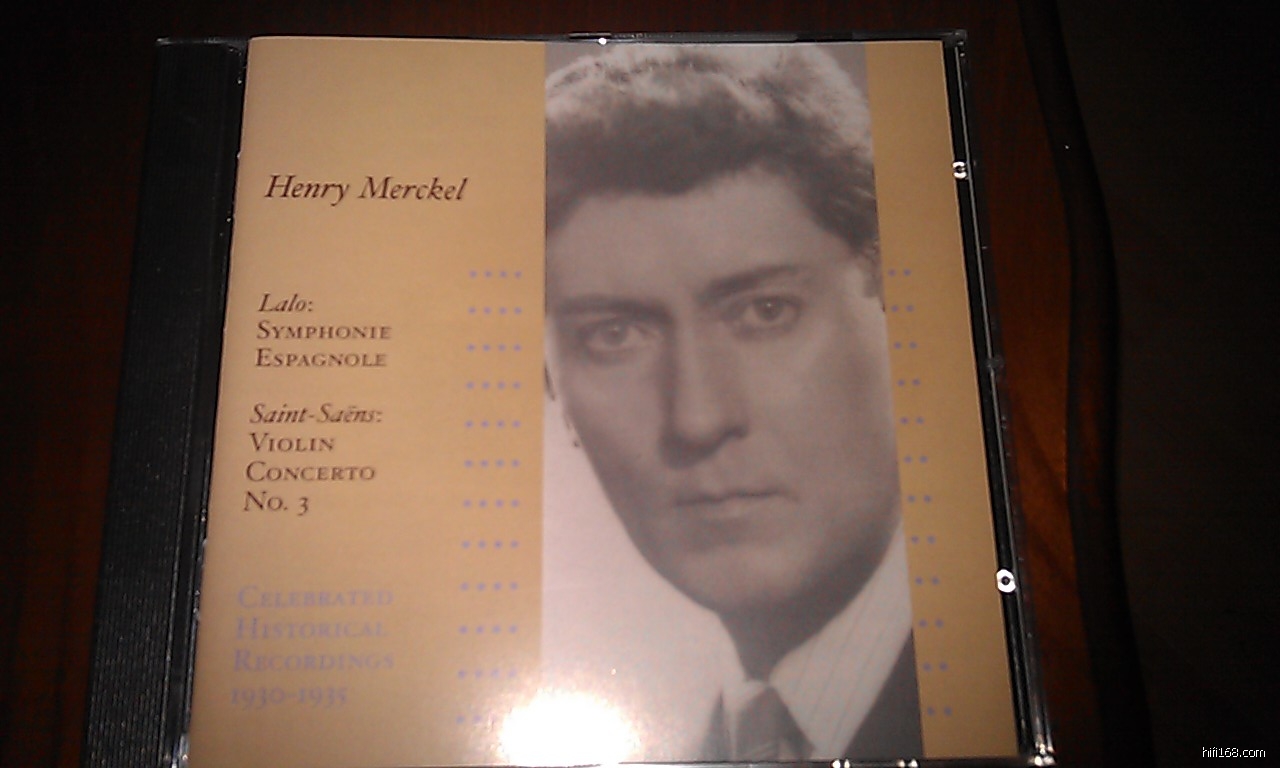 Henry Merckel
Lalo:
SYMPHONIE
ESPAGNOLE
Saint-Saëns:
VIOLIN
CONCERTO
No. 3
CELEBRATED
HISTORICAL
RECORDINGS
1930-1935
hifi168.com